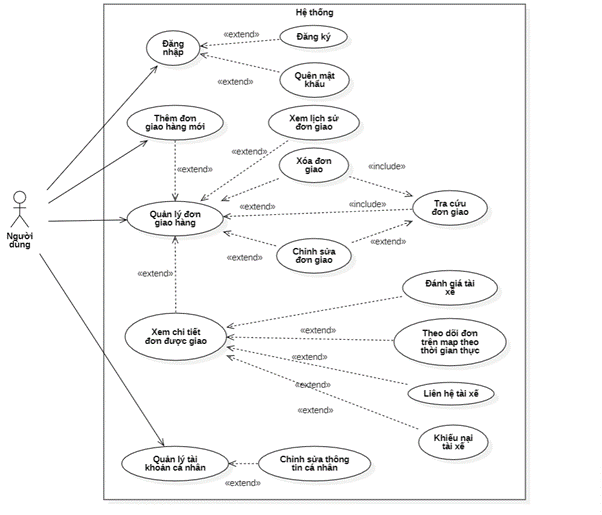 Hệ thống
Đăng
nhập
«extend»
Đăng ký
«extend»
Quên mật
khẩu
Thêm đơn
giao hàng mới
Xem lịch sử
đơn giao
«extend»
«extend»
Xóa đơn
giao
«include»
Người
dùng
Quản lý đơn
giao hàng
«extend»
«include»
Tra cứu
đơn giao
«extend»
Chỉnh sửa
đơn giao
«extend»
«extend»
Đánh giá tài
xế
Xem chi tiết
đơn được giao
«extend»
Theo dõi đơn
trên map theo
thời gian thực
«extend»
«extend»
Liên hệ tài xế
«extend»
Khiếu nại
tài xế
Quản lý tài
khoản cá nhân
Chỉnh sửa thông
tin cá nhân
«extend»